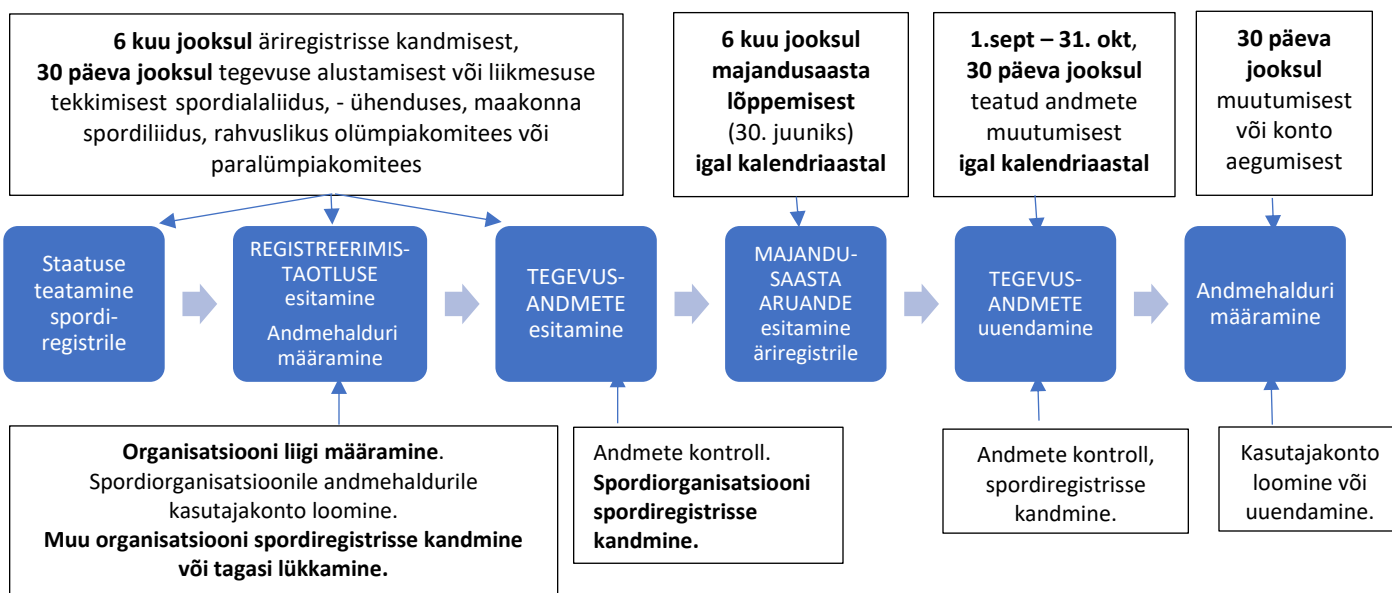 6 kuu jooksul äriregistrisse kandmisest,
30 päeva jooksul tegevuse alustamisest või liikmesuse
tekkimisest spordialaliidus, - ühenduses, maakonna
spordiliidus, rahvuslikus olümpiakomitees või
paralümpiakomitees
6 kuu jooksul
majandusaasta
lõppemisest
(30. juuniks)
igal kalendriaastal
1.sept – 31. okt,
30 päeva jooksul
teatud andmete
muutumisest
igal kalendriaastal
30 päeva
jooksul
muutumisest
või konto
aegumisest
Staatuse
teatamine
spordi-
registrile
REGISTREERIMIS-
TAOTLUSE
esitamine
Andmehalduri
määramine
TEGEVUS-
ANDMETE
esitamine
MAJANDU-
SAASTA
ARUANDE
esitamine
äriregistrile
TEGEVUS-
ANDMETE
uuendamine
Andmehalduri
määramine
Organisatsiooni liigi määramine.
Spordiorganisatsioonile andmehaldurile
kasutajakonto loomine.
Muu organisatsiooni spordiregistrisse kandmine
või tagasi lükkamine.
Andmete kontroll.
Spordiorganisatsiooni
spordiregistrisse
kandmine.
Andmete kontroll,
spordiregistrisse
kandmine.
Kasutajakonto
loomine või
uuendamine.